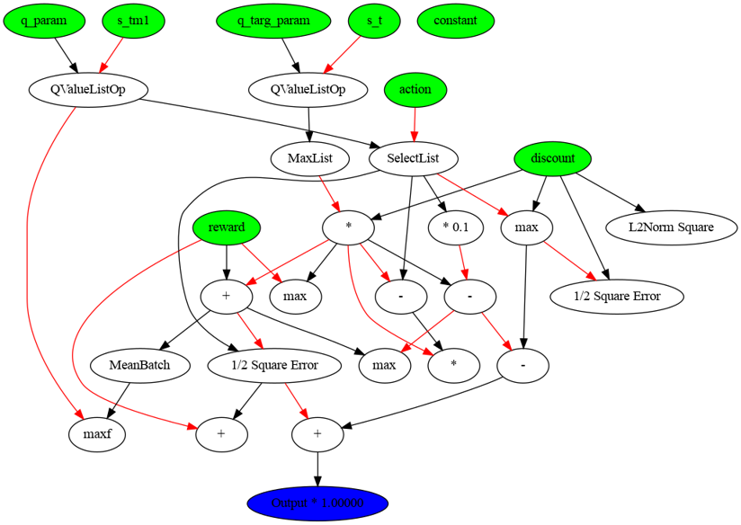 q_param
s_tm1
q_targ_param
s_t
constant
QValueListOp
QValueListOp
action
MaxList
SelectList
discount
reward
*
* 0.1
max
L2Norm Square
+
max
-
-
1/2 Square Error
MeanBatch
1/2 Square Error
max
*
-
maxf
+
+
Output * 1.00000